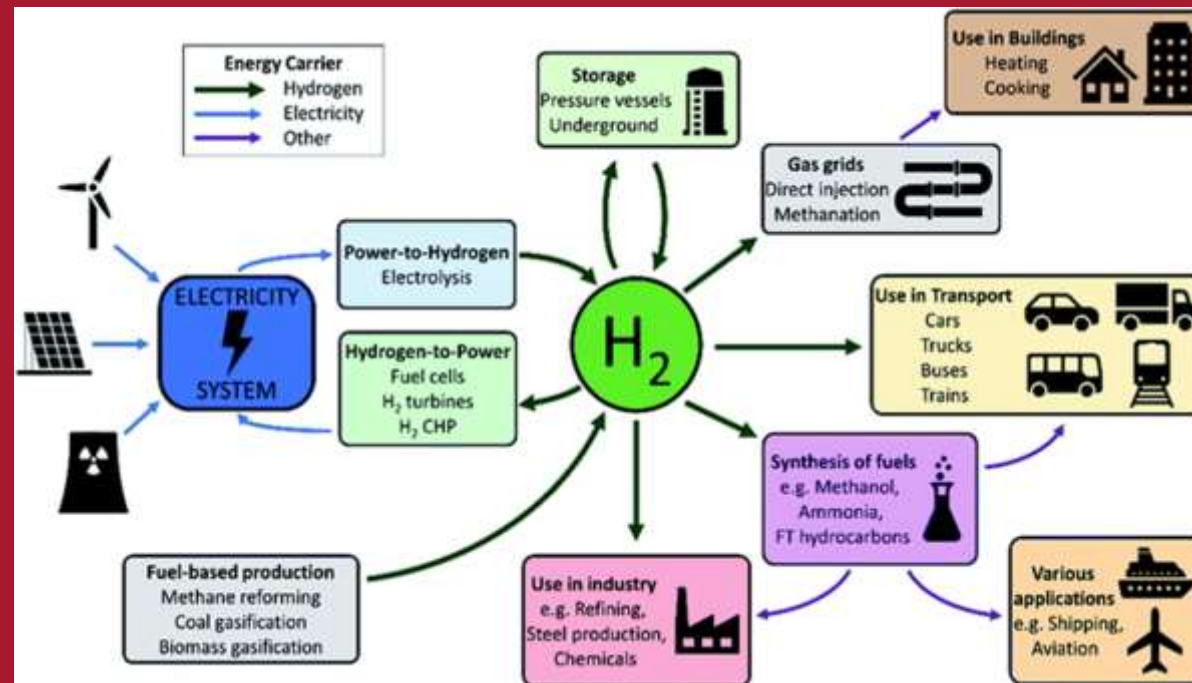 Energy Carrier
Hydrogen
Electricity
Other
Storage
Pressure vessels
Underground
Use in Buildings
Heating
Cooking
Gas grids
Direct injection
Methanation
Power-to-Hydrogen
Electrolysis
ELECTRICITY
SYSTEM
Hydrogen-to-Power
Fuel cells
H₂ turbines
H₂ CHP
H₂
Use in Transport
Cars
Trucks
Buses
Trains
Synthesis of fuels
e.g. Methanol,
Ammonia,
FT hydrocarbons
Fuel-based production
Methane reforming
Coal gasification
Biomass gasification
Use in industry
e.g. Refining,
Steel production,
Chemicals
Various
applications
e.g. Shipping,
Aviation